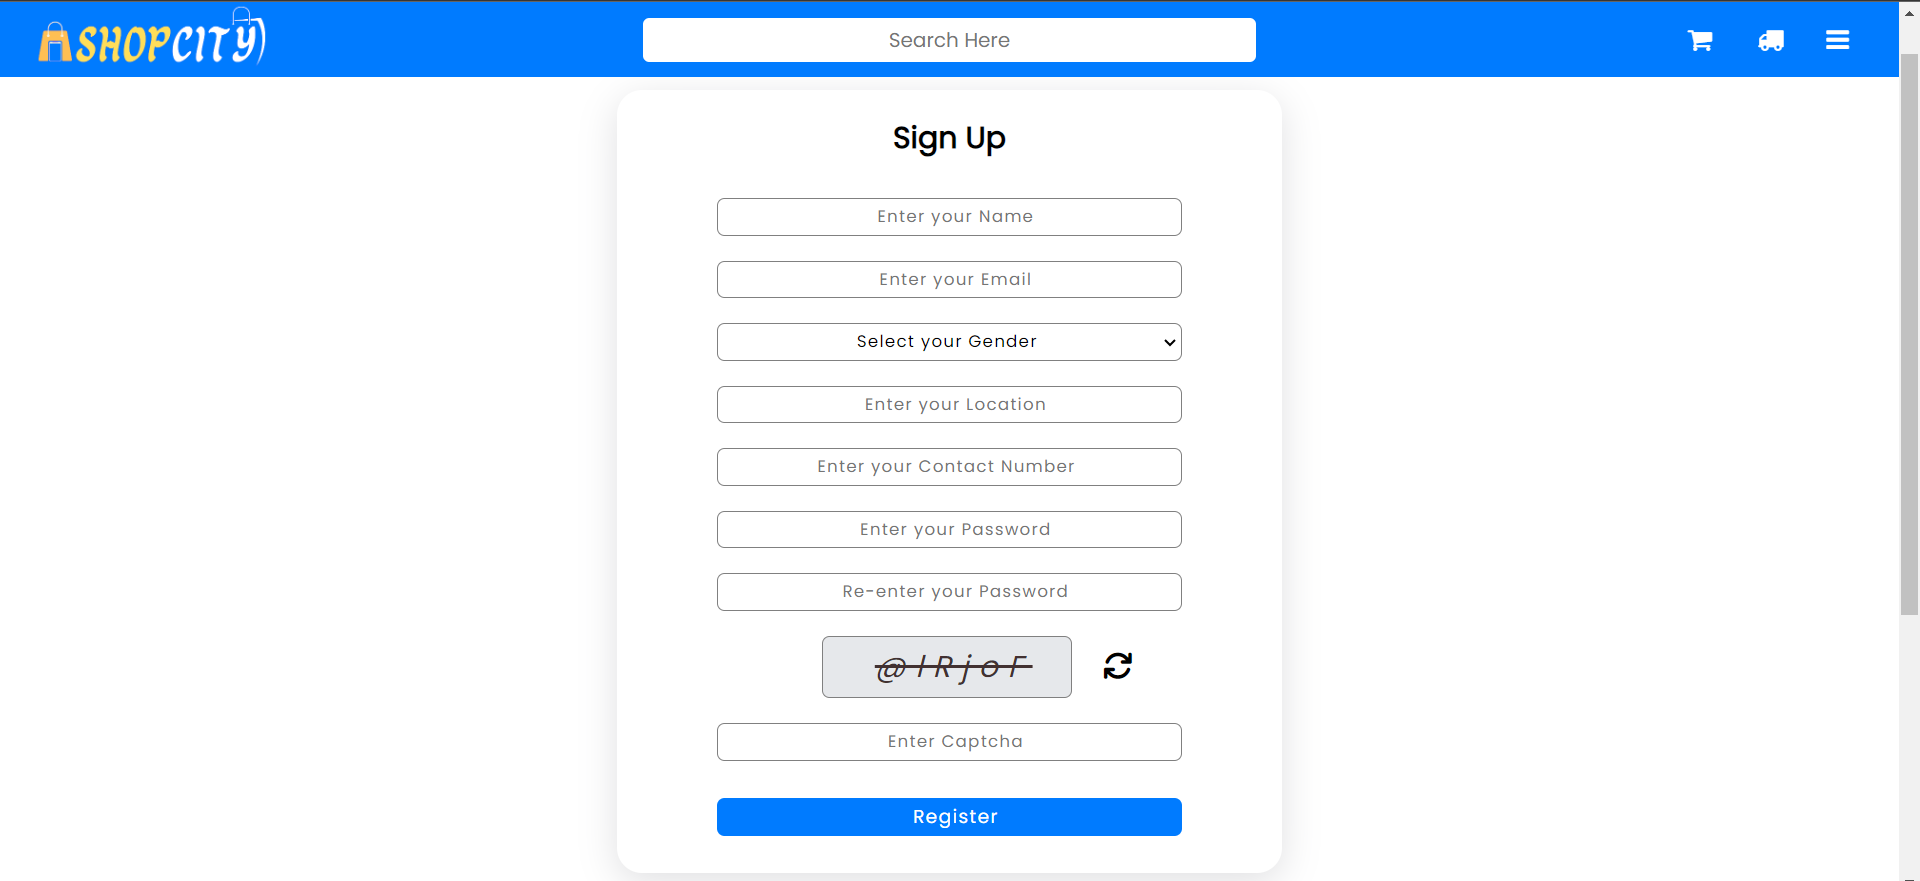 SHOPCITY
Search Here
Sign Up
Enter your Name
Enter your Email
Select your Gender
Enter your Location
Enter your Contact Number
Enter your Password
Re-enter your Password
Enter Captcha
Register